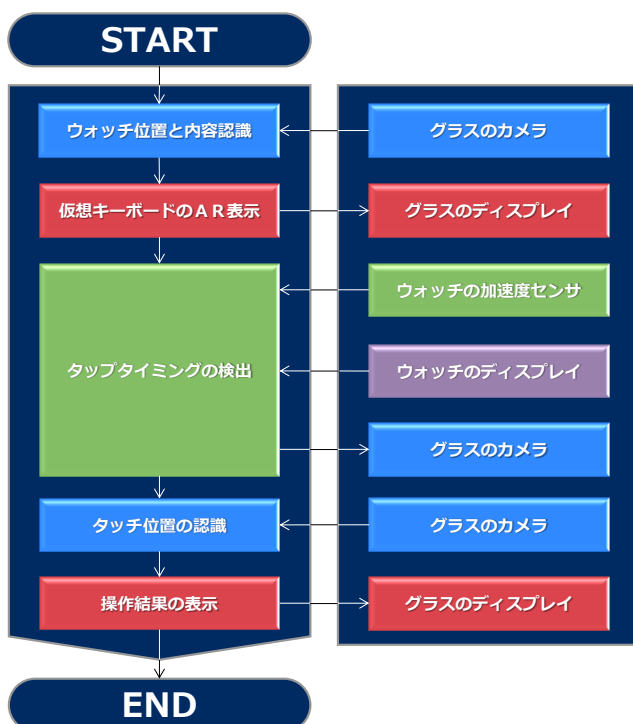 START
ウォッチ位置と内容認識
グラスのカメラ
仮想キーボードのＡＲ表示
グラスのディスプレイ
ウォッチの加速度センサ
タップタイミングの検出
ウォッチのディスプレイ
グラスのカメラ
タッチ位置の認識
グラスのカメラ
操作結果の表示
グラスのディスプレイ
END